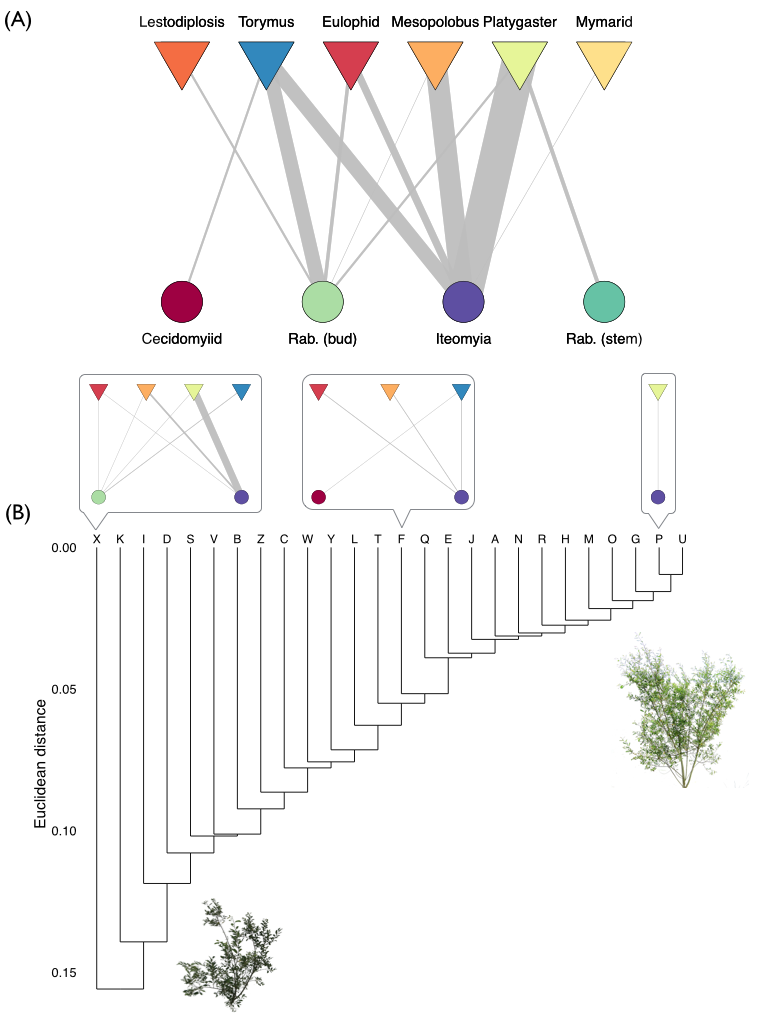 (A)
Lestodiplosis Torymus Eulophid Mesopolobus Platygaster Mymarid
Cecidomyiid Rab. (bud) Iteomyia Rab. (stem)
(B)
X K I D S V B Z C W Y L T F Q E J A N R H M O G P U
0.00
0.05
0.10
0.15
Euclidean distance